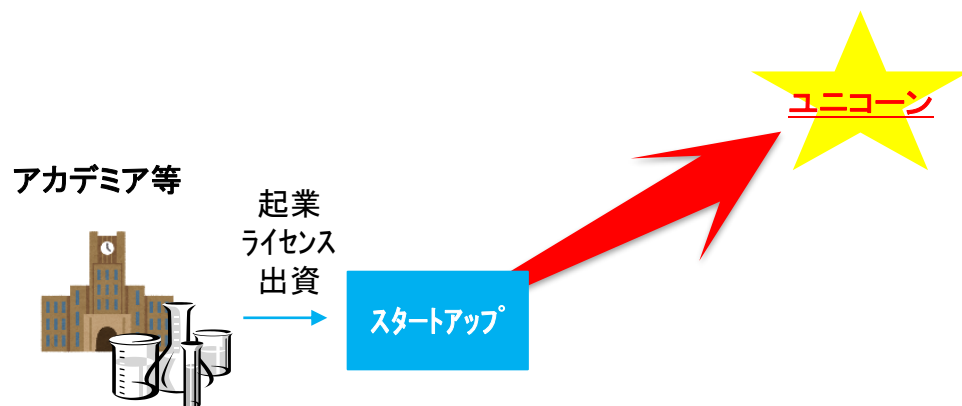 ユニコーン
アカデミア等
起業
ライセンス
出資
スタートアップ